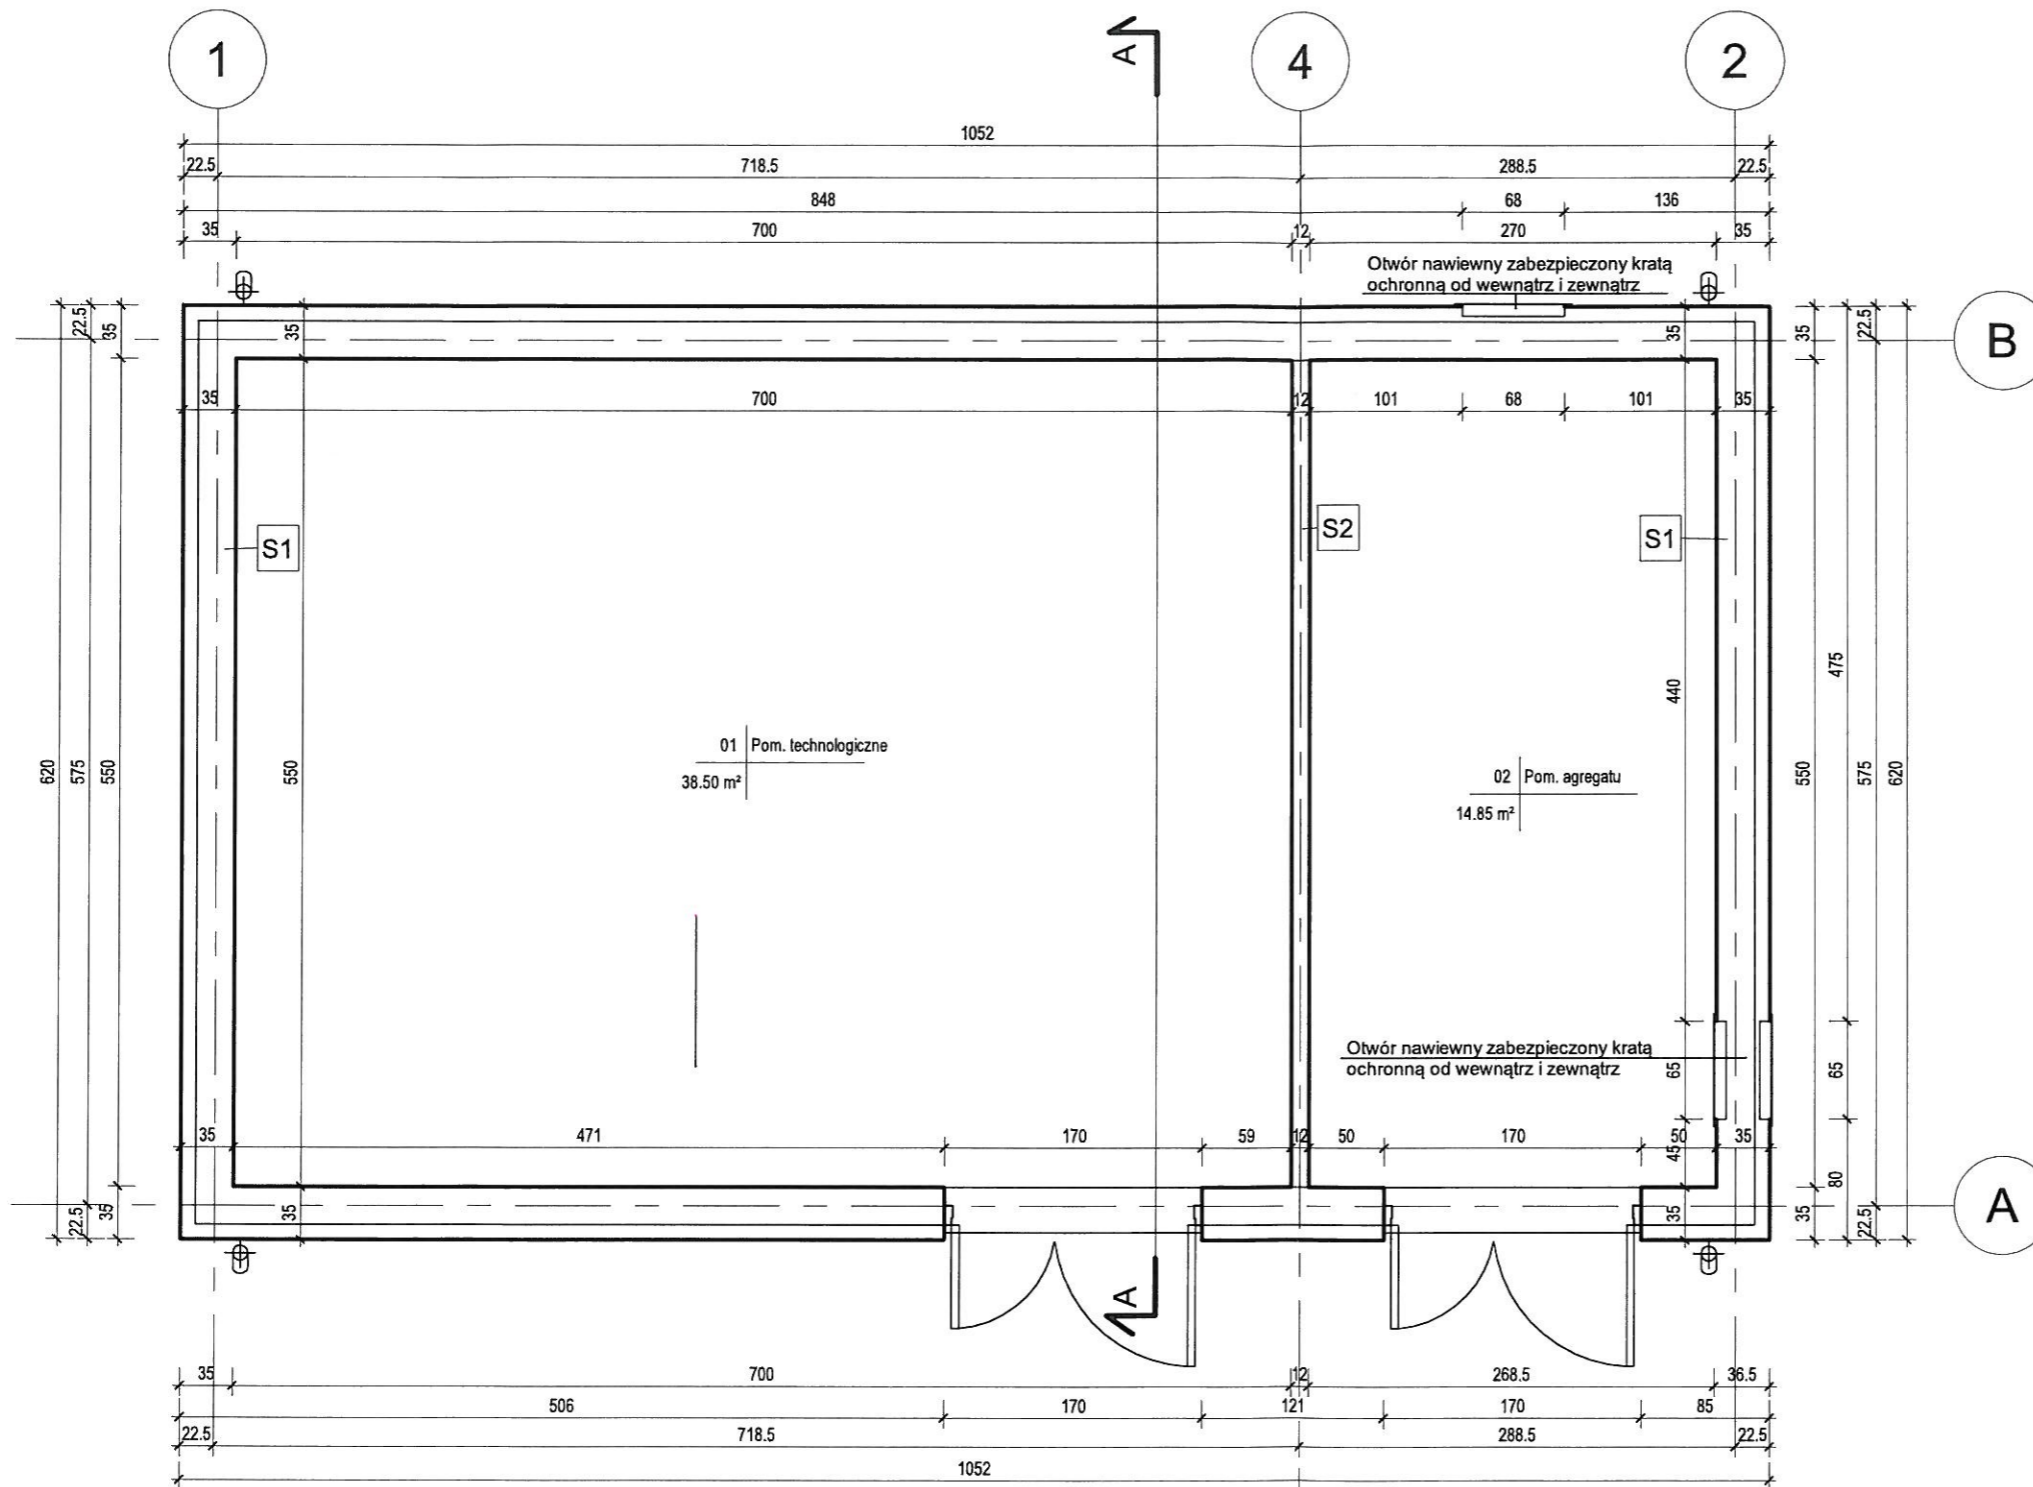 1
4
2
A
1052
22.5 718.5 288.5 22.5
848 68 136
35 700 12 270 35
Otwór nawiewny zabezpieczony kratą
ochronną od wewnątrz i zewnątrz
22.5 35 35 35 35 22.5
B
35 700 12 101 68 101 35
S1
S2
S1
620 575 550 550
440
475
550 575 620
01 Pom. technologiczne
38.50 m²
02 Pom. agregatu
14.85 m²
Otwór nawiewny zabezpieczony kratą
ochronną od wewnątrz i zewnątrz
65 65
35 471 170 59 12 50 170 50 35
45 80
22.5 35 35 35 35 22.5
A
A
35 700 12 268.5 36.5
506 170 121 170 85
22.5 718.5 288.5 22.5
1052